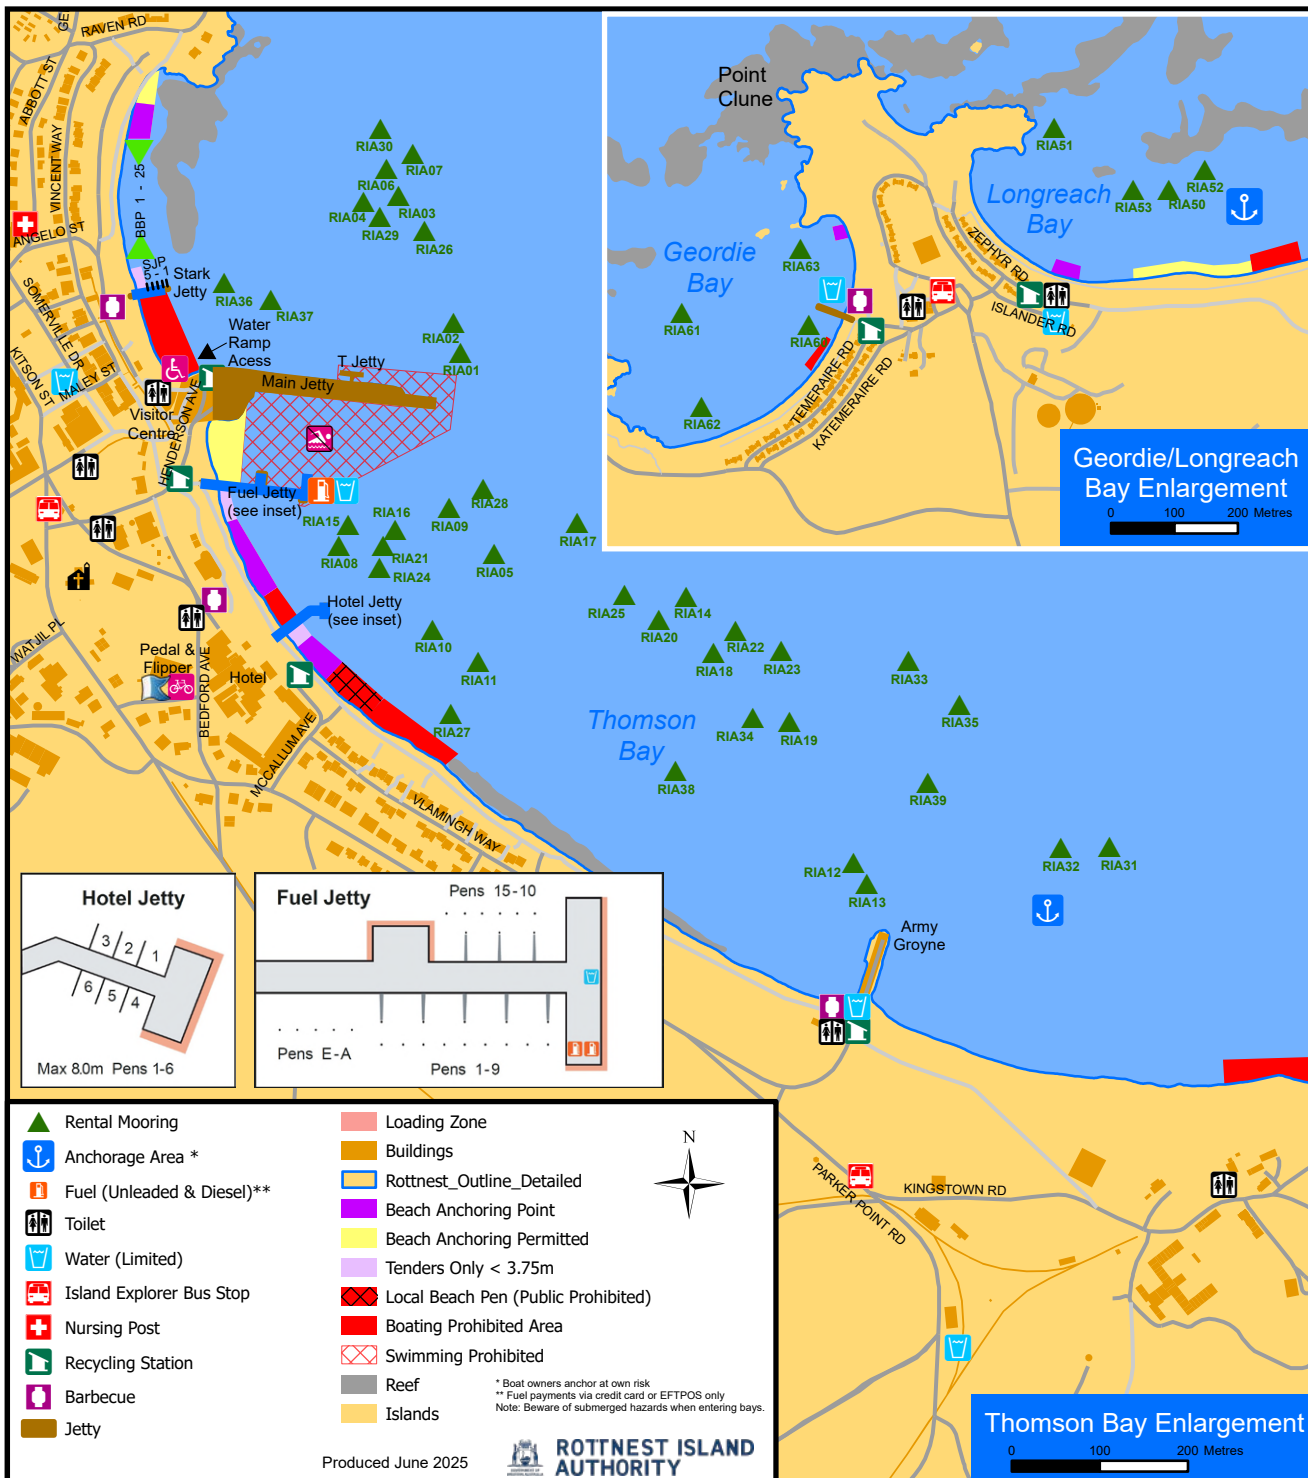 GE
RAVEN RD
ABBOTT ST
VINCENT WAY
BBP 1 - 25
ANGELO ST
SJP
5 - 1
Stark
Jetty
SOMERVILLE DR
KITSON ST
MALEY ST
Water
Ramp
Acess
T Jetty
Main Jetty
Visitor
Centre
HENDERSON AVE
Fuel Jetty
(see inset)
Hotel Jetty
(see inset)
WATJIL PL
Pedal &
Flipper
BEDFORD AVE
Hotel
MCCALLUM AVE
VLAMINGH WAY
RIA30
RIA07
RIA06
RIA03
RIA04
RIA29
RIA26
RIA36
RIA37
RIA02
RIA01
RIA28
RIA09
RIA15
RIA16
RIA17
RIA08
RIA21
RIA24
RIA05
RIA10
RIA11
RIA27
RIA25
RIA14
RIA20
RIA22
RIA18
RIA23
RIA33
RIA35
RIA34
RIA19
RIA38
RIA39
RIA12
RIA13
RIA32
RIA31
Thomson
Bay
Army
Groyne
PARKER POINT RD
KINGSTOWN RD
Point
Clune
Geordie
Bay
Longreach
Bay
RIA51
RIA52
RIA53
RIA50
RIA63
RIA61
RIA60
RIA62
ZEPHYR RD
ISLANDER RD
TEMERAIRE RD
KATEMERAIRE RD
Geordie/Longreach
Bay Enlargement
0 100 200 Metres
Hotel Jetty
3 2 1
6 5 4
Max 8.0m Pens 1-6
Fuel Jetty
Pens 15-10
Pens E-A
Pens 1-9
Rental Mooring
Anchorage Area *
Fuel (Unleaded & Diesel)**
Toilet
Water (Limited)
Island Explorer Bus Stop
Nursing Post
Recycling Station
Barbecue
Jetty
Loading Zone
Buildings
Rottnest_Outline_Detailed
Beach Anchoring Point
Beach Anchoring Permitted
Tenders Only < 3.75m
Local Beach Pen (Public Prohibited)
Boating Prohibited Area
Swimming Prohibited
Reef
Islands
N
* Boat owners anchor at own risk
** Fuel payments via credit card or EFTPOS only
Note: Beware of submerged hazards when entering bays.
Produced June 2025
ROTTNEST ISLAND
AUTHORITY
Thomson Bay Enlargement
0 100 200 Metres